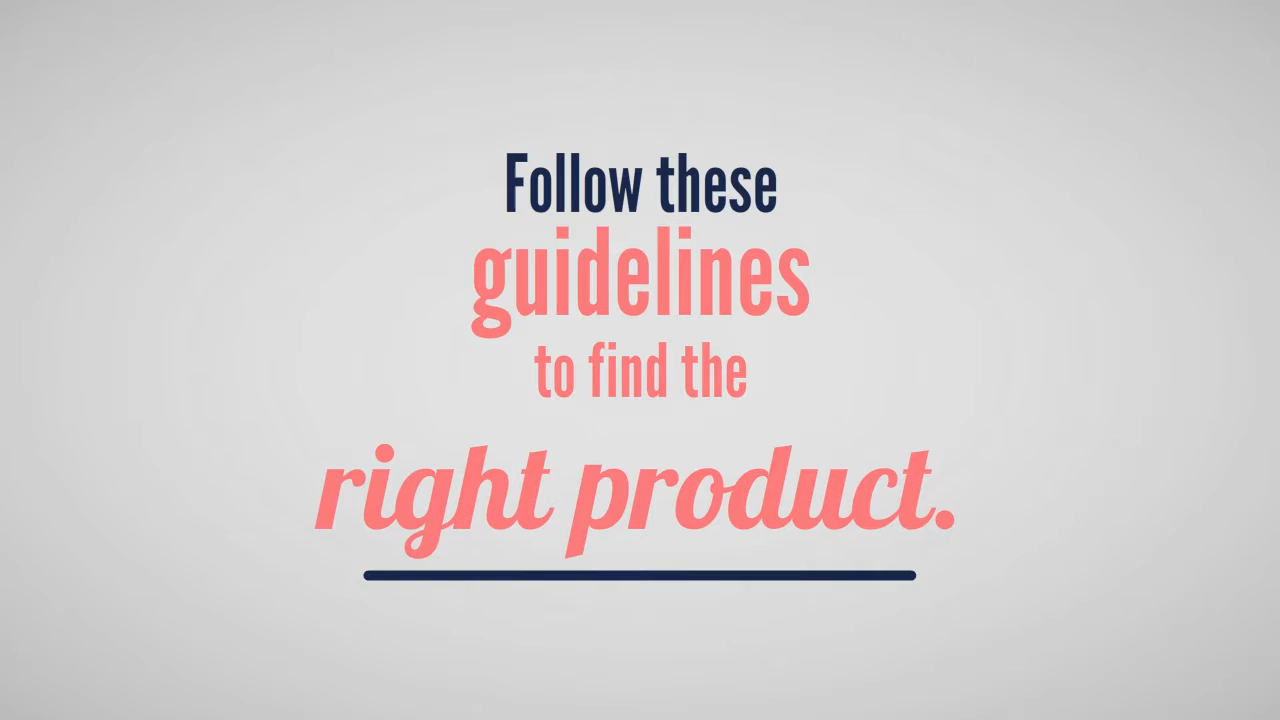 Follow these
guidelines
to find the
right product.